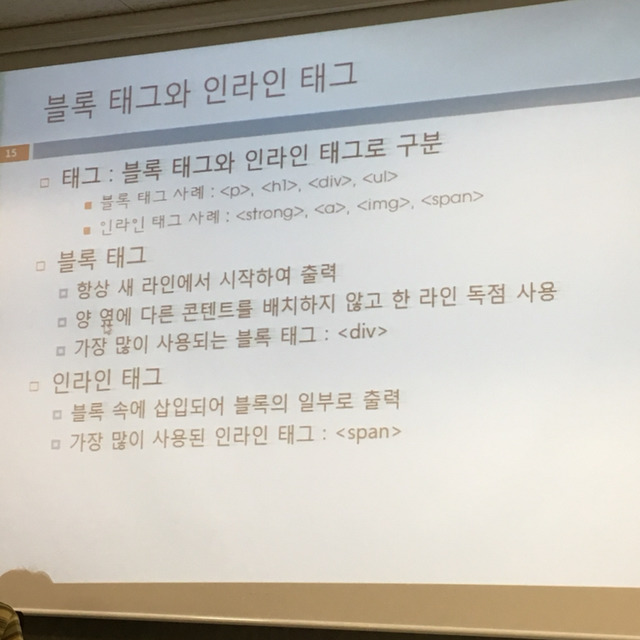 블록 태그와 인라인 태그
15
태그 : 블록 태그와 인라인 태그로 구분
블록 태그 사례 : <p>, <h1>, <div>, <ul>
인라인 태그 사례 : <strong>, <a>, <img>, <span>
블록 태그
항상 새 라인에서 시작하여 출력
양 옆에 다른 콘텐트를 배치하지 않고 한 라인 독점 사용
가장 많이 사용되는 블록 태그 : <div>
인라인 태그
블록 속에 삽입되어 블록의 일부로 출력
가장 많이 사용된 인라인 태그 : <span>